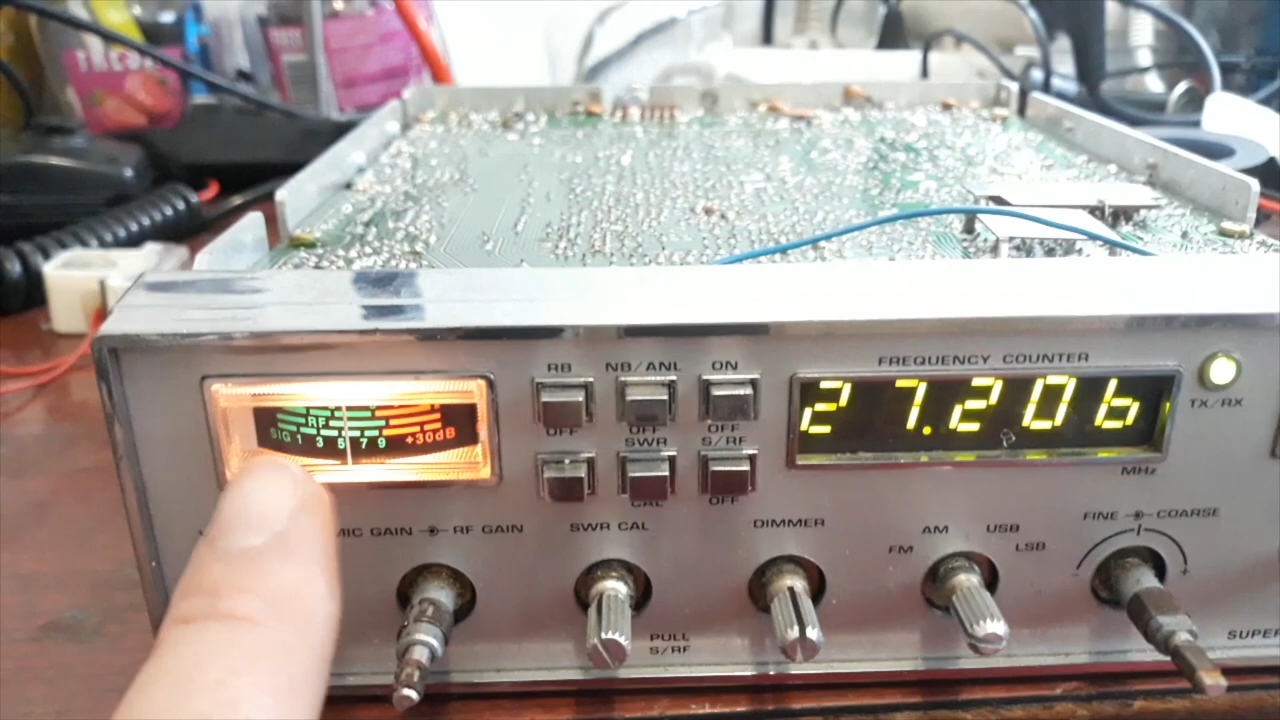 RB NB/ANL ON
OFF OFF OFF
SWR S/RF
CAL OFF
FREQUENCY COUNTER
27.206
MHz
TX/RX
RF
SIG 1 3 5 7 9 +30dB
MIC GAIN RF GAIN
SWR CAL
PULL
S/RF
DIMMER
FM AM USB LSB
FINE COARSE
- +
SUPER